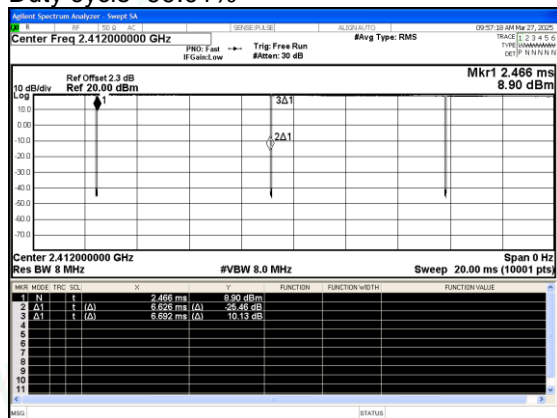 Agilent Spectrum Analyzer - Swept SA
R RF 50 Ω AC SENSE:PULSE ALIGN AUTO 09:57:18 AM Mar 27, 2025
Center Freq 2.412000000 GHz #Avg Type: RMS TRACE 1 2 3 4 5 6
PNO: Fast Trig: Free Run TYPE WWWWWW
IFGain:Low #Atten: 30 dB DET P N N N N N
Ref Offset 2.3 dB Mkr1 2.466 ms
10 dB/div Ref 20.00 dBm 8.90 dBm
Log
10.0
0.00
-10.0
-20.0
-30.0
-40.0
-50.0
-60.0
-70.0
1
3Δ1
2Δ1
Center 2.412000000 GHz Span 0 Hz
Res BW 8 MHz #VBW 8.0 MHz Sweep 20.00 ms (10001 pts)
MKR MODE TRC SCL X Y FUNCTION FUNCTION WIDTH FUNCTION VALUE
1 N t 2.466 ms 8.90 dBm
2 Δ1 t (Δ) 6.626 ms (Δ) -25.46 dB
3 Δ1 t (Δ) 6.692 ms (Δ) 10.13 dB
4
5
6
7
8
9
10
11
MSG STATUS